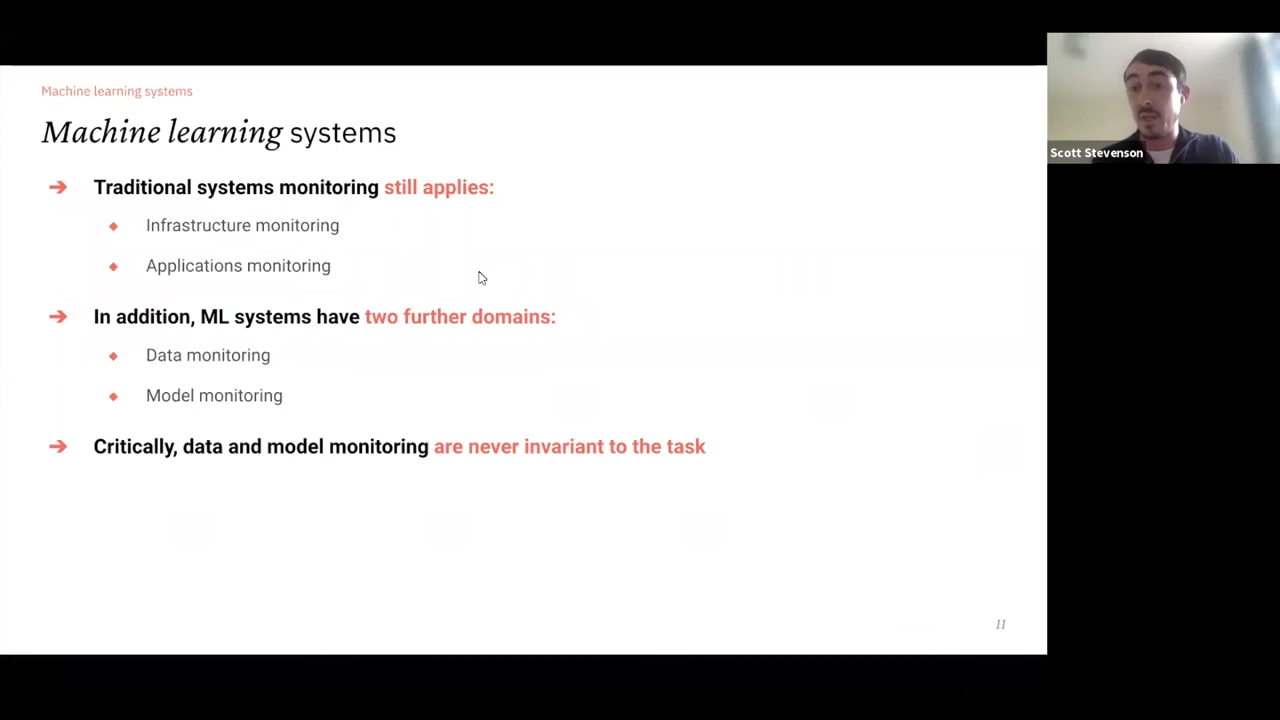 Machine learning systems
Machine learning systems
Traditional systems monitoring still applies:
Infrastructure monitoring
Applications monitoring
In addition, ML systems have two further domains:
Data monitoring
Model monitoring
Critically, data and model monitoring are never invariant to the task
11
Scott Stevenson